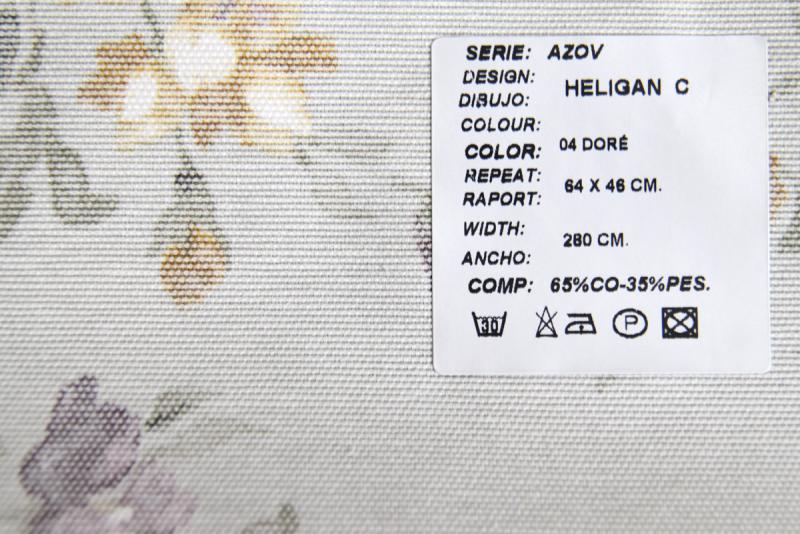 SERIE: AZOV
DESIGN:
DIBUJO: HELIGAN C
COLOUR:
COLOR: 04 DORÉ
REPEAT:
RAPORT: 64 X 46 CM.
WIDTH:
ANCHO: 280 CM.
COMP: 65%CO-35%PES.
30 P